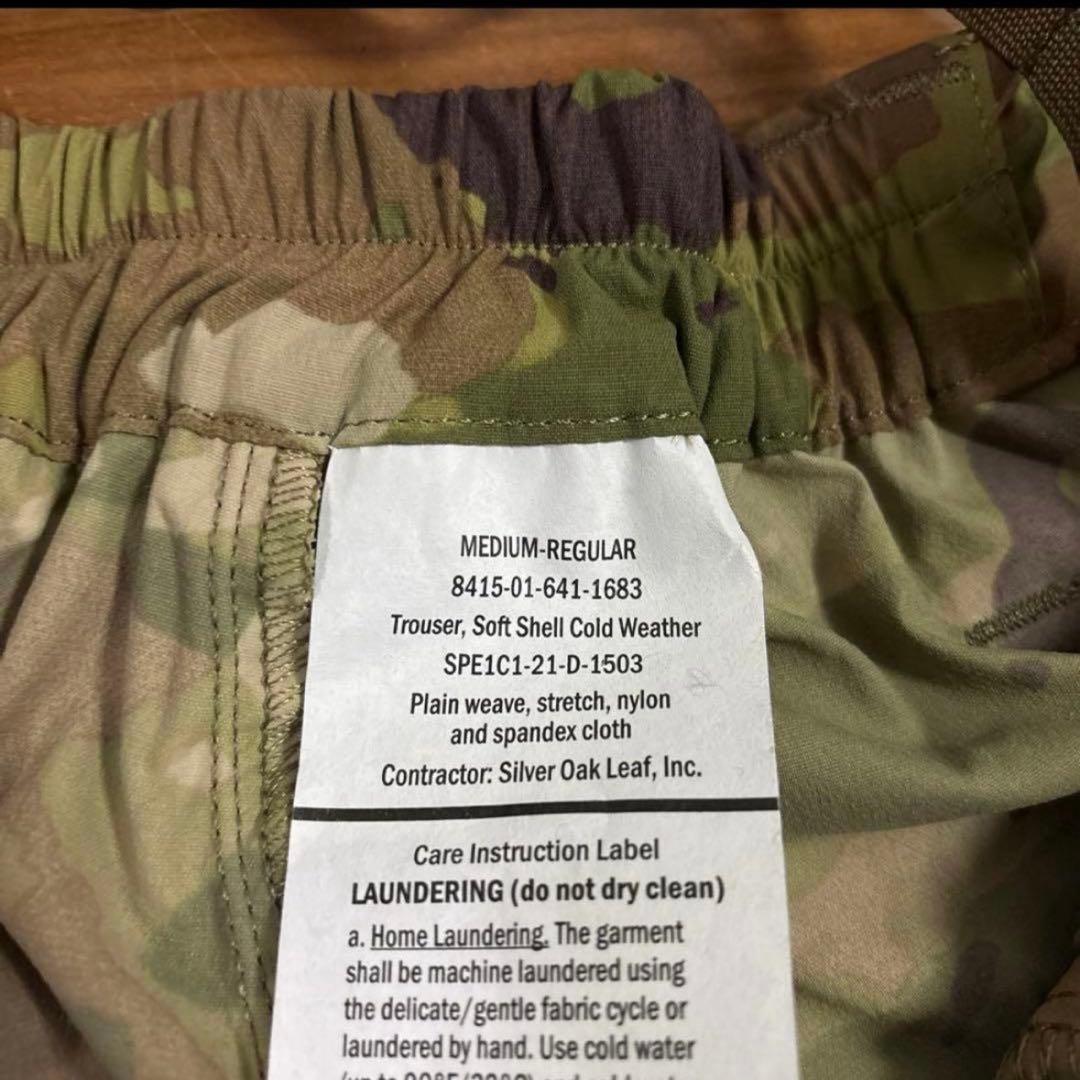 MEDIUM-REGULAR
8415-01-641-1683
Trouser, Soft Shell Cold Weather
SPE1C1-21-D-1503
Plain weave, stretch, nylon
and spandex cloth
Contractor: Silver Oak Leaf, Inc.
Care Instruction Label
LAUNDERING (do not dry clean)
a. Home Laundering. The garment
shall be machine laundered using
the delicate/gentle fabric cycle or
laundered by hand. Use cold water